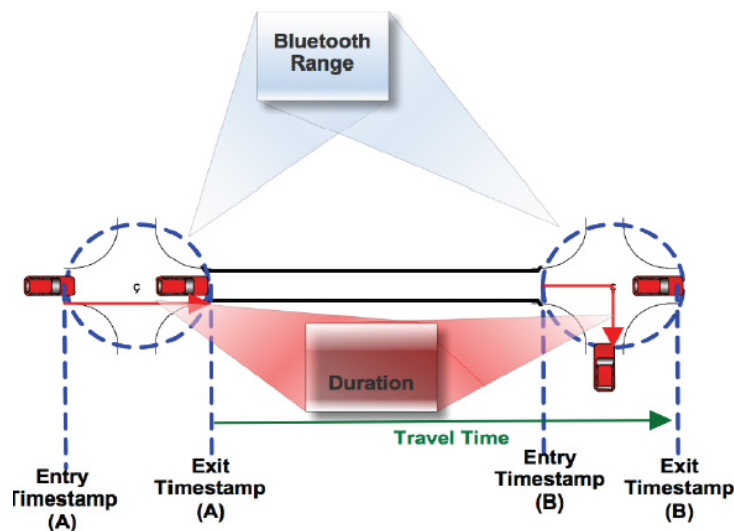 Bluetooth
Range
ç
c
Duration
Travel Time
Entry
Timestamp
(A)
Exit
Timestamp
(A)
Entry
Timestamp
(B)
Exit
Timestamp
(B)